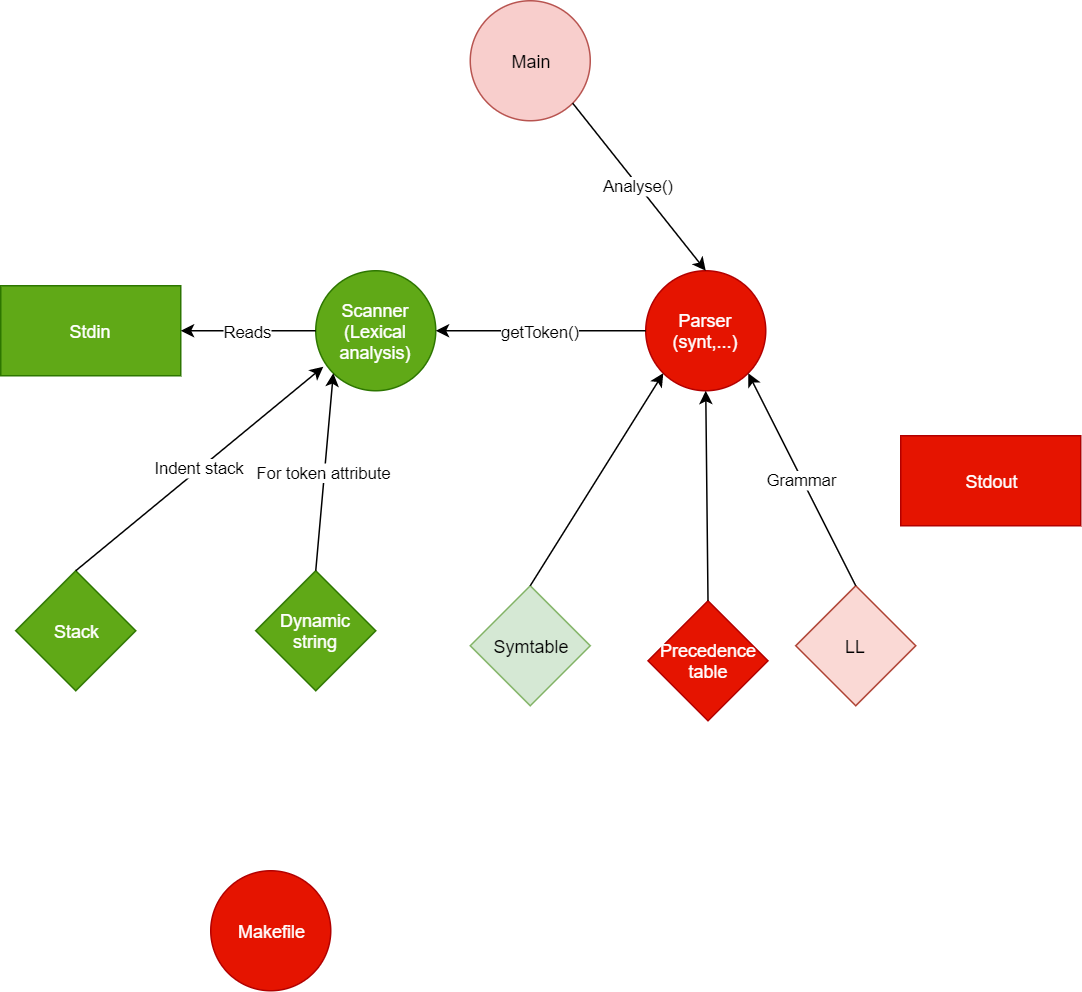 Main
Analyse()
Stdin
Reads
Scanner
(Lexical
analysis)
getToken()
Parser
(synt,...)
Indent stack
For token attribute
Grammar
Stdout
Stack
Dynamic
string
Symtable
Precedence
table
LL
Makefile